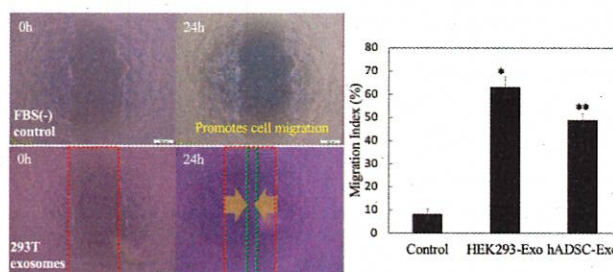 0h
24h
FBS(-)
control
Promotes cell migration
0h
24h
293T
exosomes
Migration Index (%)
80
70
60
50
40
30
20
10
0
*
**
Control
HEK293-Exo
hADSC-Exo